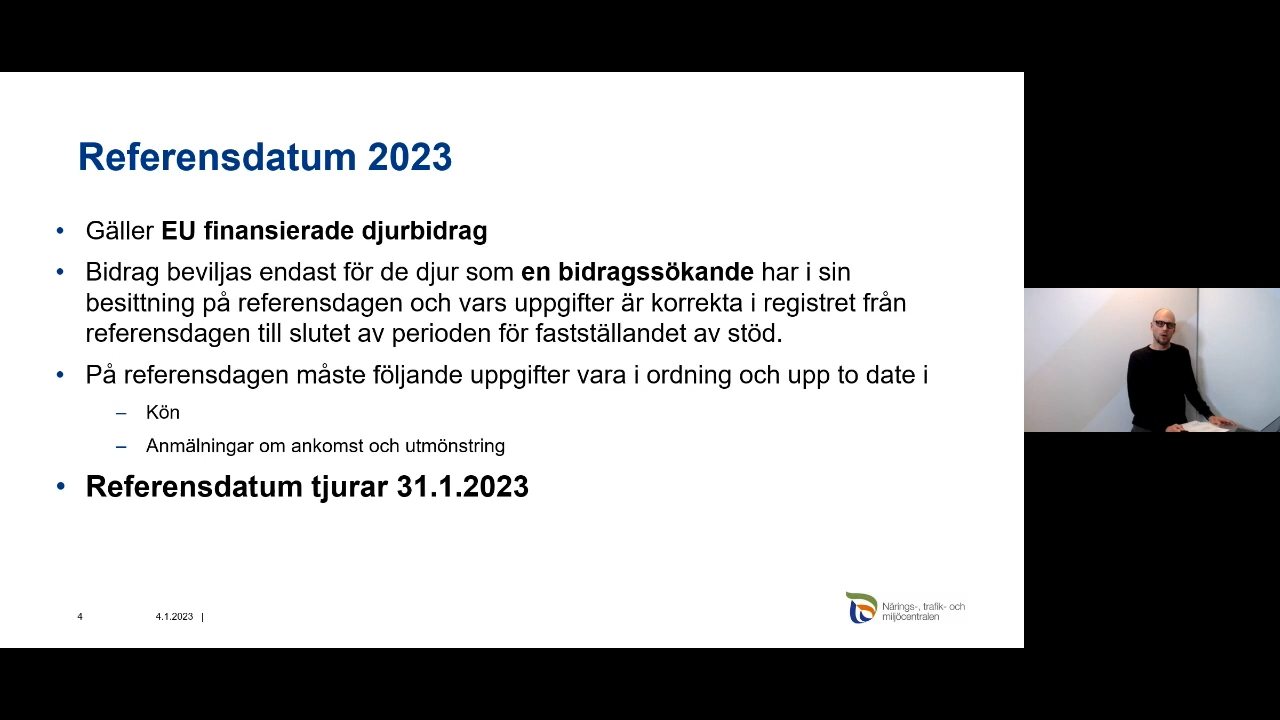 Referensdatum 2023
• Gäller EU finansierade djurbidrag
• Bidrag beviljas endast för de djur som en bidragssökande har i sin
besittning på referensdagen och vars uppgifter är korrekta i registret från
referensdagen till slutet av perioden för fastställandet av stöd.
• På referensdagen måste följande uppgifter vara i ordning och upp to date i
– Kön
– Anmälningar om ankomst och utmönstring
• Referensdatum tjurar 31.1.2023
4 4.1.2023 |
Närings-, trafik- och
miljöcentralen